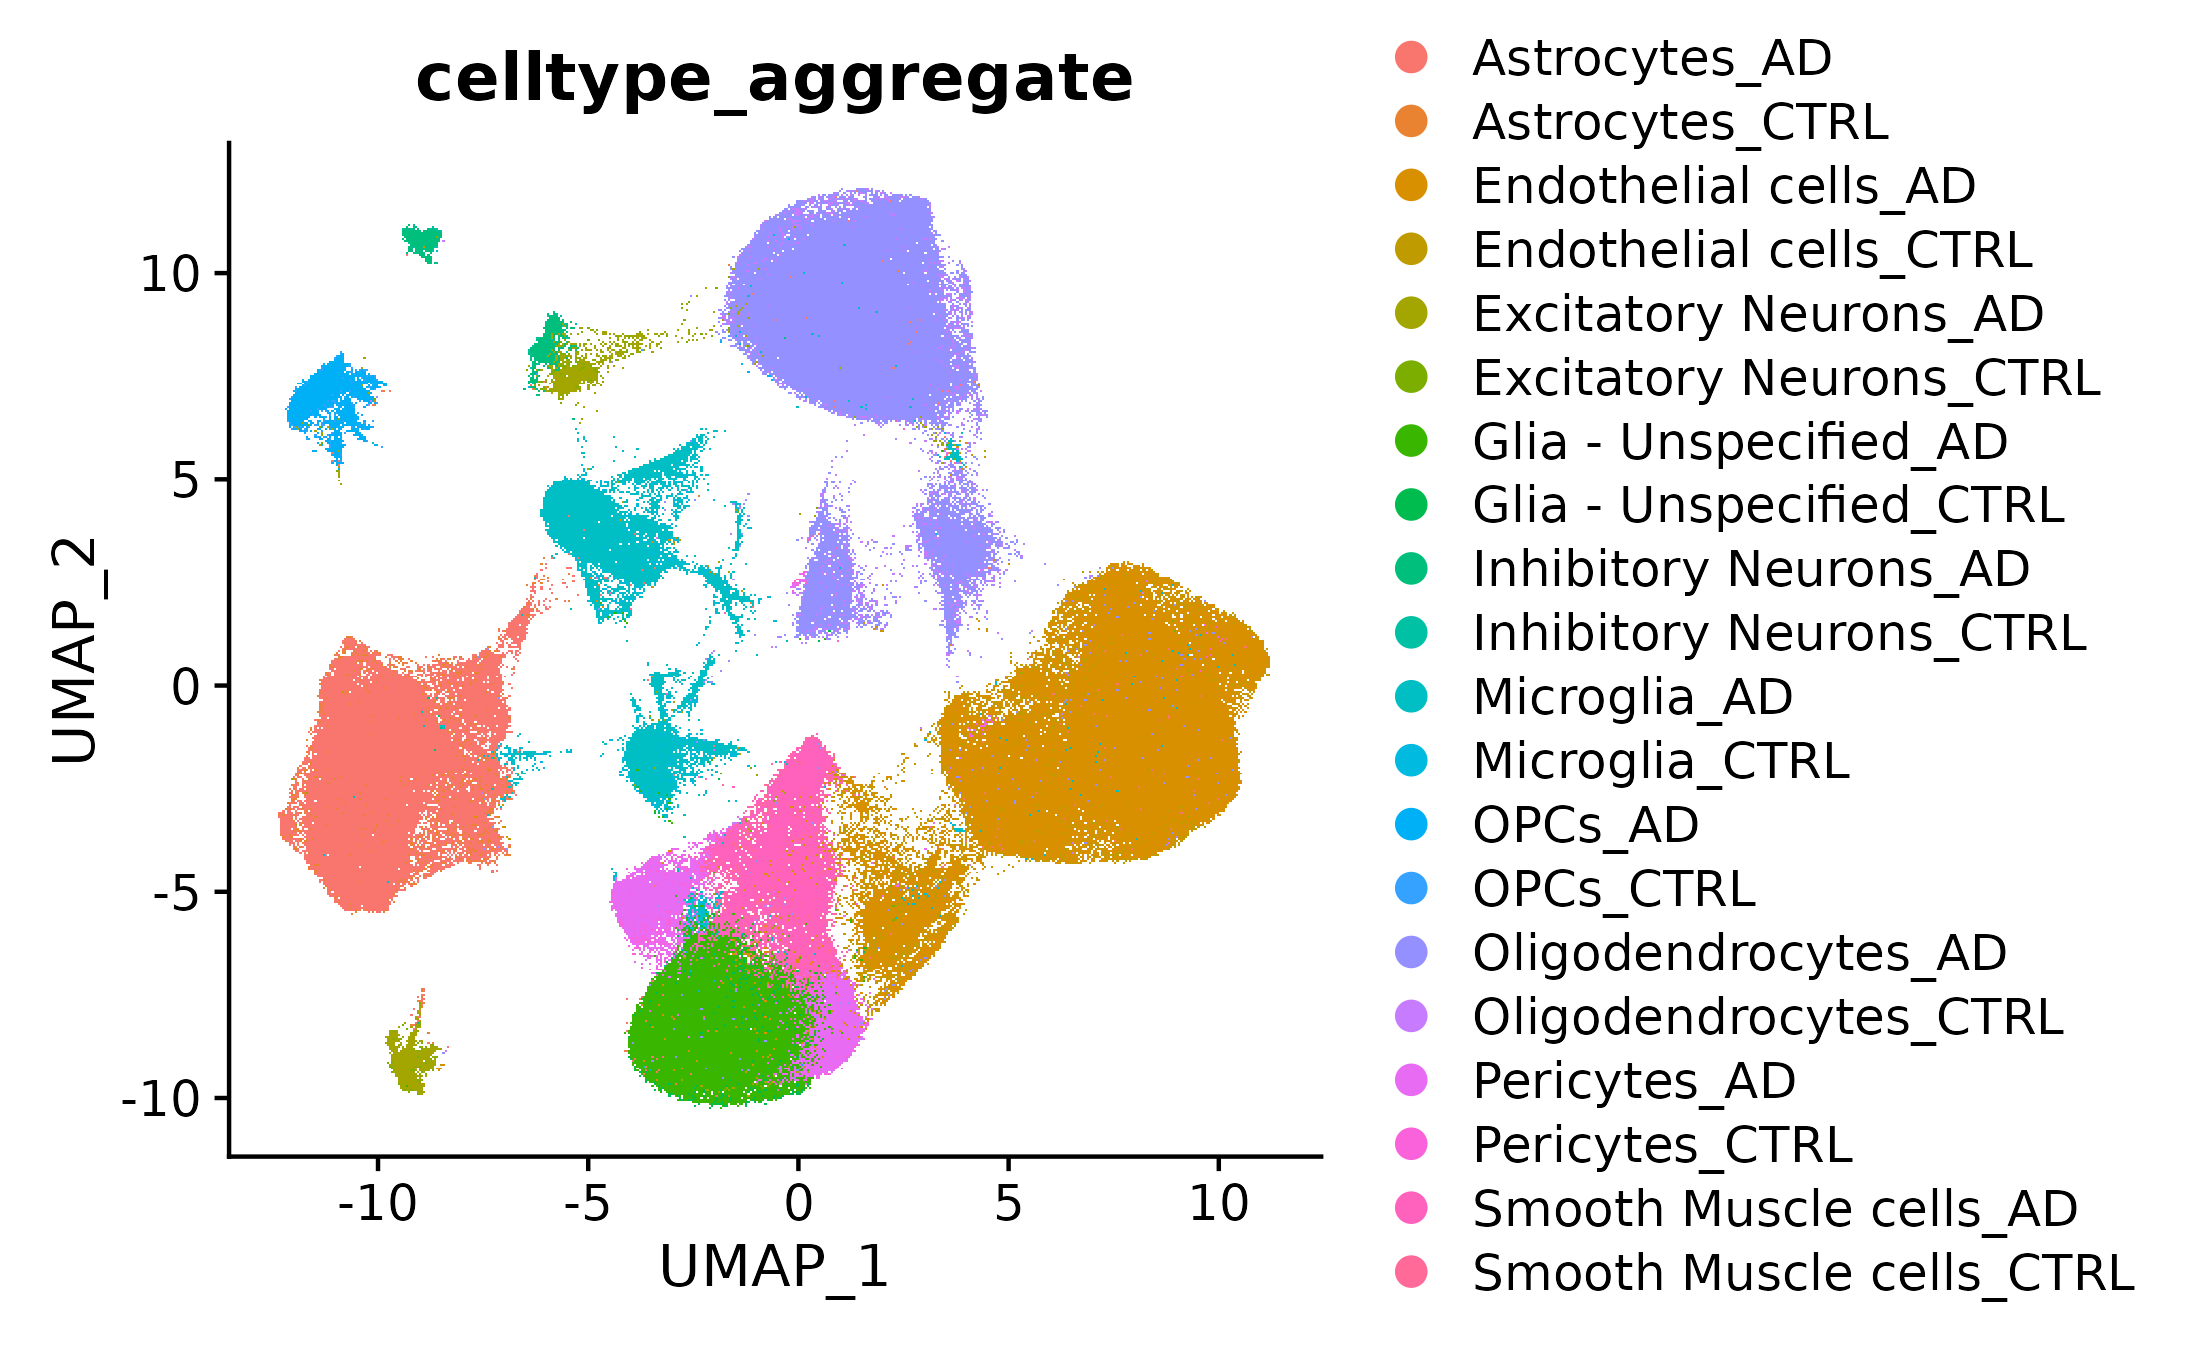 celltype_aggregate
UMAP_2
10
5
0
-5
-10
-10
-5
0
5
10
UMAP_1
Astrocytes_AD
Astrocytes_CTRL
Endothelial cells_AD
Endothelial cells_CTRL
Excitatory Neurons_AD
Excitatory Neurons_CTRL
Glia - Unspecified_AD
Glia - Unspecified_CTRL
Inhibitory Neurons_AD
Inhibitory Neurons_CTRL
Microglia_AD
Microglia_CTRL
OPCs_AD
OPCs_CTRL
Oligodendrocytes_AD
Oligodendrocytes_CTRL
Pericytes_AD
Pericytes_CTRL
Smooth Muscle cells_AD
Smooth Muscle cells_CTRL